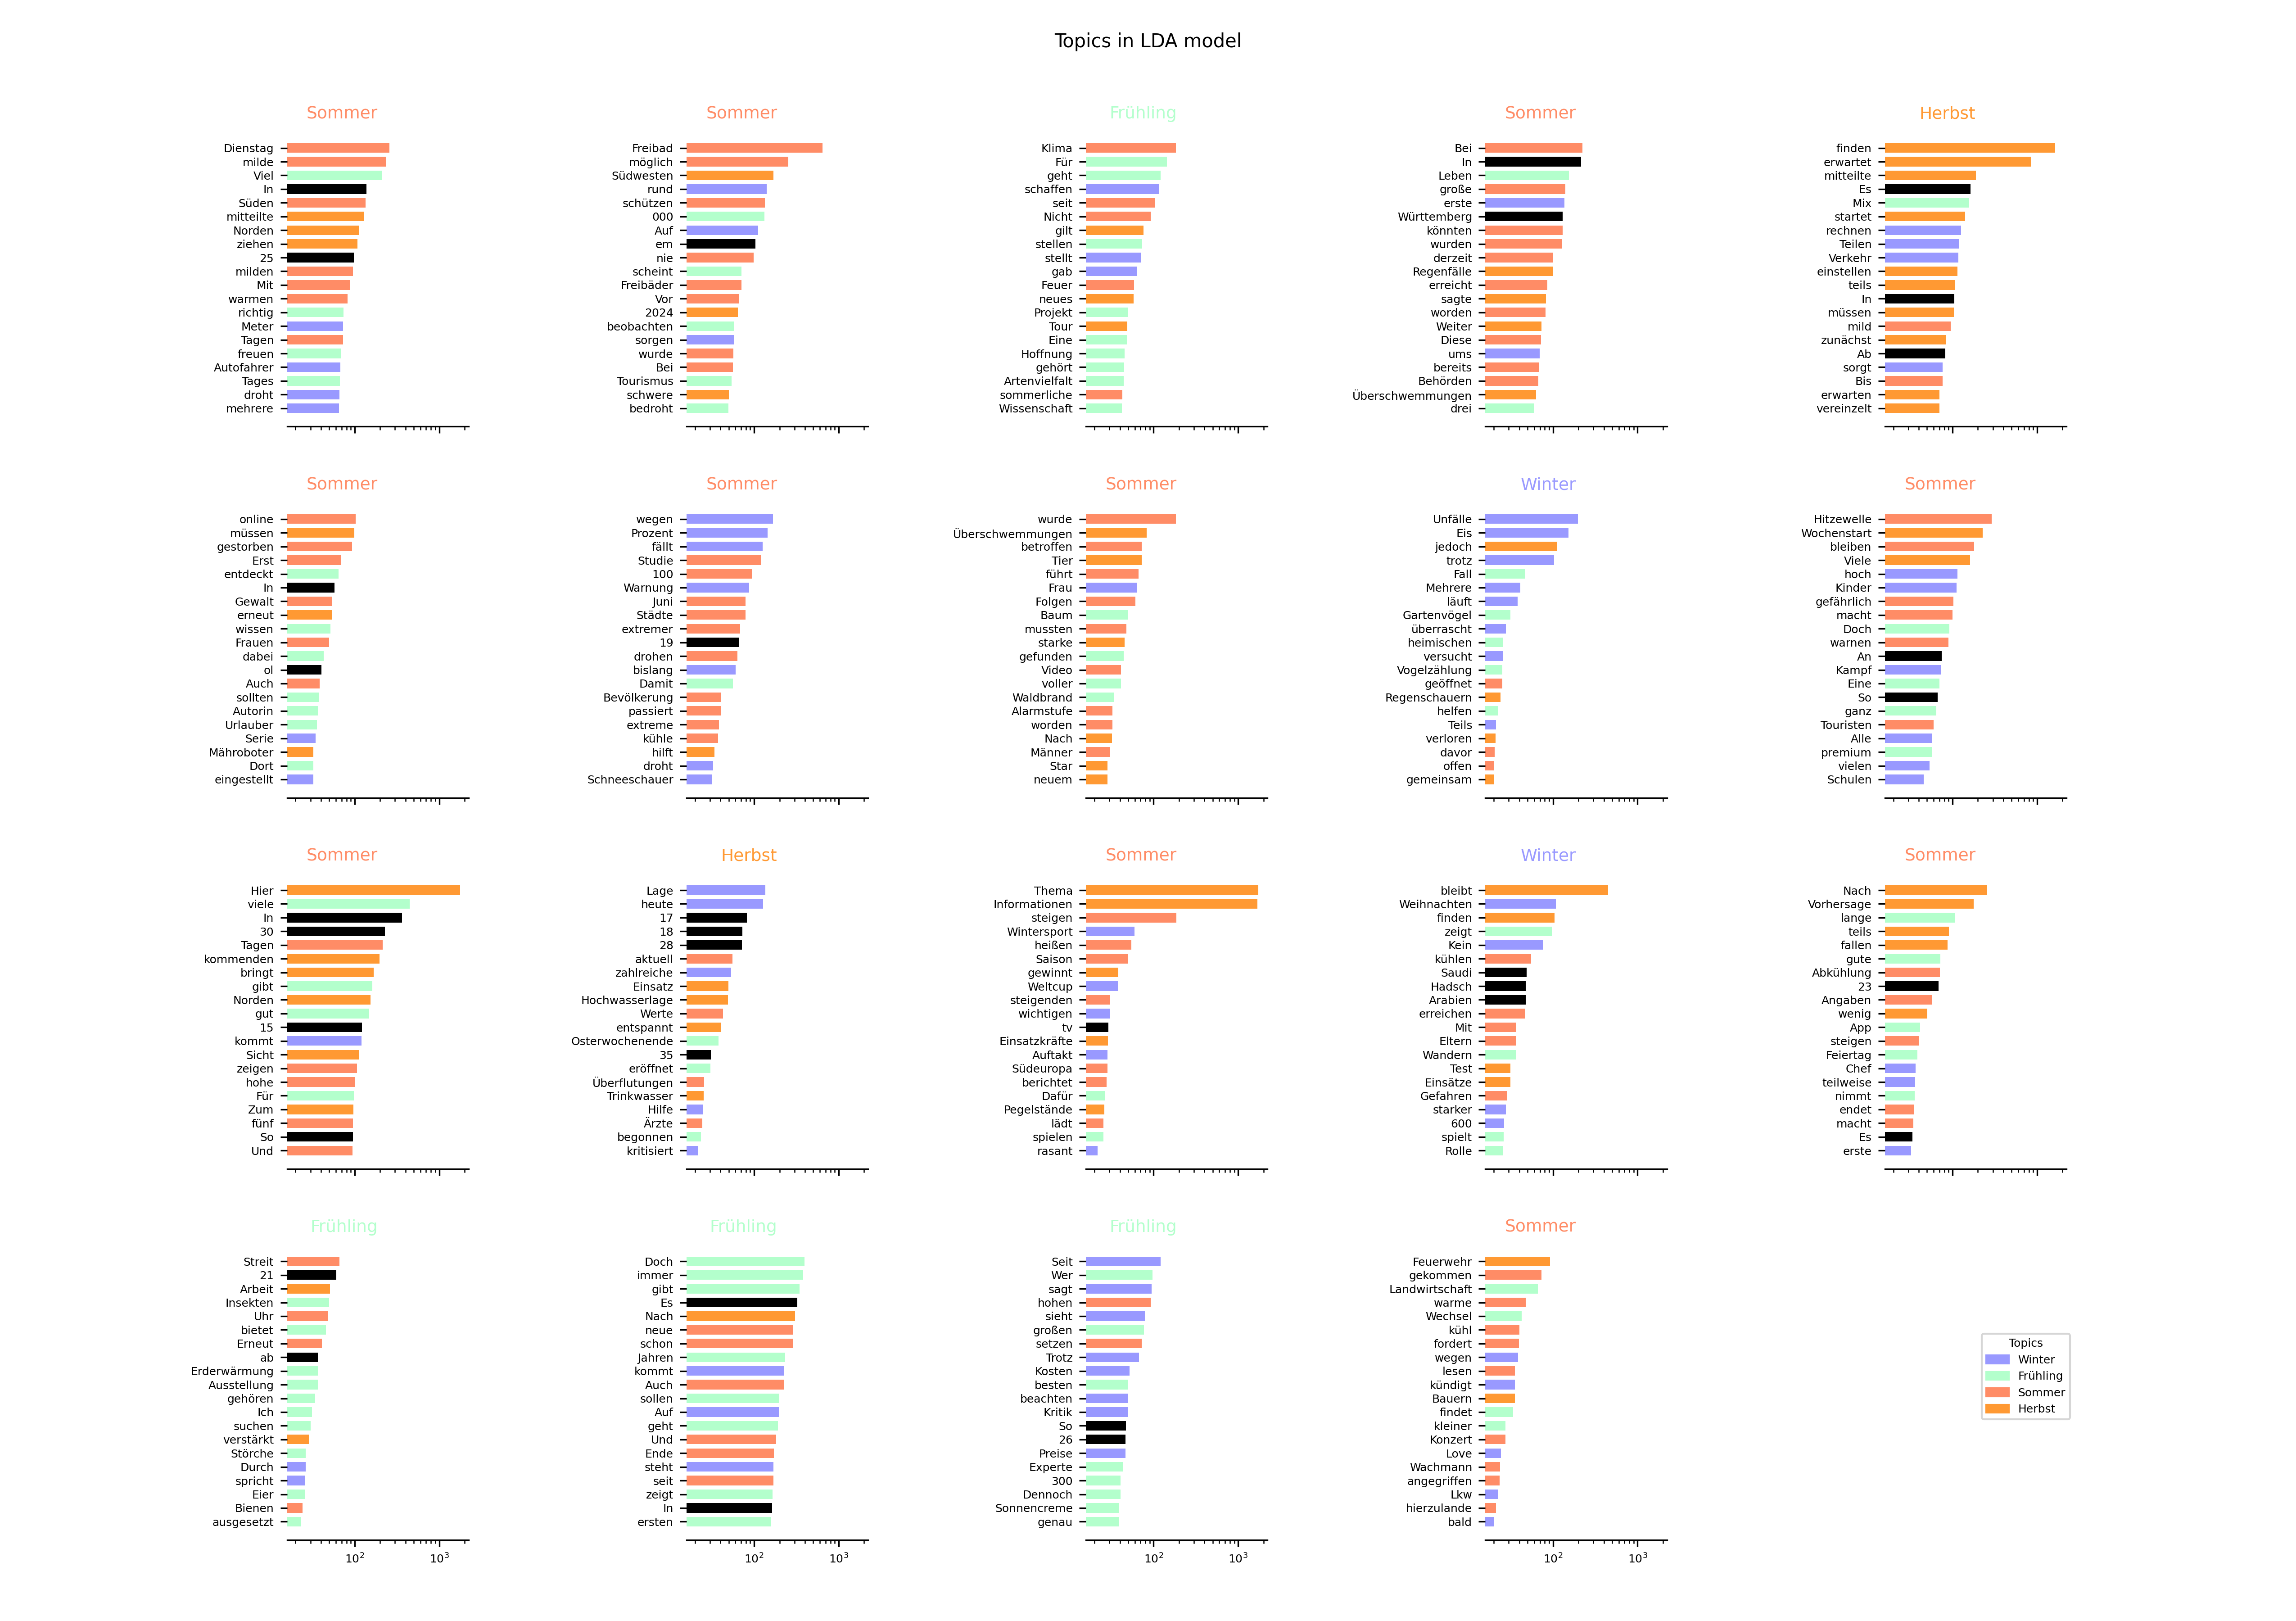 Topics in LDA model
Sommer
Dienstag
milde
Viel
In
Süden
mitteilte
Norden
ziehen
25
milden
Mit
warmen
richtig
Meter
Tagen
freuen
Autofahrer
Tages
droht
mehrere
Sommer
Freibad
möglich
Südwesten
rund
schützen
000
Auf
em
nie
scheint
Freibäder
Vor
2024
beobachten
sorgen
wurde
Bei
Tourismus
schwere
bedroht
Frühling
Klima
Für
geht
schaffen
seit
Nicht
gilt
stellen
stellt
gab
Feuer
neues
Projekt
Tour
Eine
Hoffnung
gehört
Artenvielfalt
sommerliche
Wissenschaft
Sommer
Bei
In
Leben
große
erste
Württemberg
könnten
wurden
derzeit
Regenfälle
erreicht
sagte
worden
Weiter
Diese
ums
bereits
Behörden
Überschwemmungen
drei
Herbst
finden
erwartet
mitteilte
Es
Mix
startet
rechnen
Teilen
Verkehr
einstellen
teils
In
müssen
mild
zunächst
Ab
sorgt
Bis
erwarten
vereinzelt
Sommer
online
müssen
gestorben
Erst
entdeckt
In
Gewalt
erneut
wissen
Frauen
dabei
ol
Auch
sollten
Autorin
Urlauber
Serie
Mähroboter
Dort
eingestellt
Sommer
wegen
Prozent
fällt
Studie
100
Warnung
Juni
Städte
extremer
19
drohen
bislang
Damit
Bevölkerung
passiert
extreme
kühle
hilft
droht
Schneeschauer
Sommer
wurde
Überschwemmungen
betroffen
Tier
führt
Frau
Folgen
Baum
mussten
starke
gefunden
Video
voller
Waldbrand
Alarmstufe
worden
Nach
Männer
Star
neuem
Winter
Unfälle
Eis
jedoch
trotz
Fall
Mehrere
läuft
Gartenvögel
überrascht
heimischen
versucht
Vogelzählung
geöffnet
Regenschauern
helfen
Teils
verloren
davor
offen
gemeinsam
Sommer
Hitzewelle
Wochenstart
bleiben
Viele
hoch
Kinder
gefährlich
macht
Doch
warnen
An
Kampf
Eine
So
ganz
Touristen
Alle
premium
vielen
Schulen
Sommer
Hier
viele
In
30
Tagen
kommenden
bringt
gibt
Norden
gut
15
kommt
Sicht
zeigen
hohe
Für
Zum
fünf
So
Und
Herbst
Lage
heute
17
18
28
aktuell
zahlreiche
Einsatz
Hochwasserlage
Werte
entspannt
Osterwochenende
35
eröffnet
Überflutungen
Trinkwasser
Hilfe
Ärzte
begonnen
kritisiert
Sommer
Thema
Informationen
steigen
Wintersport
heißen
Saison
gewinnt
Weltcup
steigenden
wichtigen
tv
Einsatzkräfte
Auftakt
Südeuropa
berichtet
Dafür
Pegelstände
lädt
spielen
rasant
Winter
bleibt
Weihnachten
finden
zeigt
Kein
kühlen
Saudi
Hadsch
Arabien
erreichen
Mit
Eltern
Wandern
Test
Einsätze
Gefahren
starker
600
spielt
Rolle
Sommer
Nach
Vorhersage
lange
teils
fallen
gute
Abkühlung
23
Angaben
wenig
App
steigen
Feiertag
Chef
teilweise
nimmt
endet
macht
Es
erste
Frühling
Streit
21
Arbeit
Insekten
Uhr
bietet
Erneut
ab
Erderwärmung
Ausstellung
gehören
Ich
suchen
verstärkt
Störche
Durch
spricht
Eier
Bienen
ausgesetzt
10²
10³
Frühling
Doch
immer
gibt
Es
Nach
neue
schon
Jahren
kommt
Auch
sollen
Auf
geht
Und
Ende
steht
seit
zeigt
In
ersten
10²
10³
Frühling
Seit
Wer
sagt
hohen
sieht
großen
setzen
Trotz
Kosten
besten
beachten
Kritik
So
26
Preise
Experte
300
Dennoch
Sonnencreme
genau
10²
10³
Sommer
Feuerwehr
gekommen
Landwirtschaft
warme
Wechsel
kühl
fordert
wegen
lesen
kündigt
Bauern
findet
kleiner
Konzert
Love
Wachmann
angegriffen
Lkw
hierzulande
bald
10²
10³
Topics
Winter
Frühling
Sommer
Herbst